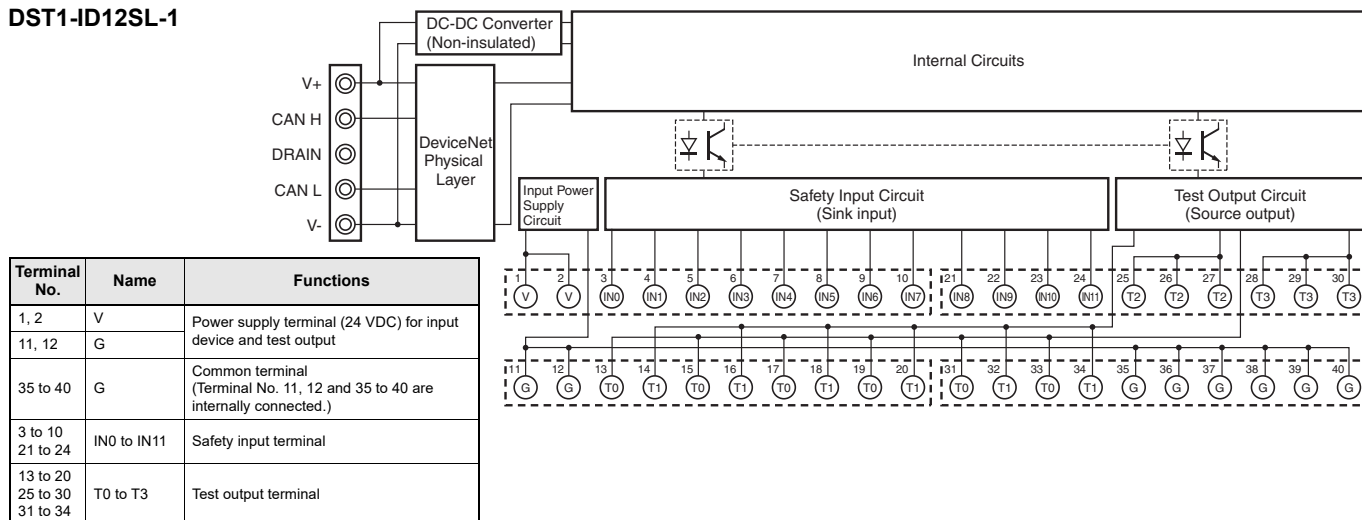 DST1-ID12SL-1
DC-DC Converter
(Non-insulated)
Internal Circuits
V+
CAN H
DRAIN
CAN L
V-
DeviceNet
Physical
Layer
Input Power
Supply
Circuit
Safety Input Circuit
(Sink input)
Test Output Circuit
(Source output)
1 2 3 4 5 6 7 8 9 10 21 22 23 24 25 26 27 28 29 30
V V IN0 IN1 IN2 IN3 IN4 IN5 IN6 IN7 IN8 IN9 IN10 IN11 T2 T2 T2 T3 T3 T3
11 12 13 14 15 16 17 18 19 20 31 32 33 34 35 36 37 38 39 40
G G T0 T1 T0 T1 T0 T1 T0 T1 T0 T1 T0 T1 G G G G G G
Terminal No. Name Functions
1, 2 V Power supply terminal (24 VDC) for input
11, 12 G device and test output
35 to 40 G Common terminal
(Terminal No. 11, 12 and 35 to 40 are
internally connected.)
3 to 10
21 to 24 IN0 to IN11 Safety input terminal
13 to 20
25 to 30 T0 to T3 Test output terminal
31 to 34